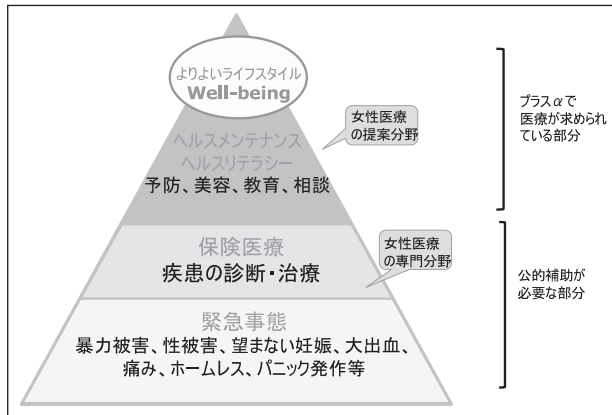 よりよいライフスタイル
Well-being
ヘルスメンテナンス
ヘルスリテラシー
予防、美容、教育、相談
女性医療
の提案分野
プラスαで
医療が求められ
ている部分
保険医療
疾患の診断・治療
女性医療
の専門分野
公的補助が
必要な部分
緊急事態
暴力被害、性被害、望まない妊娠、大出血、
痛み、ホームレス、パニック発作等